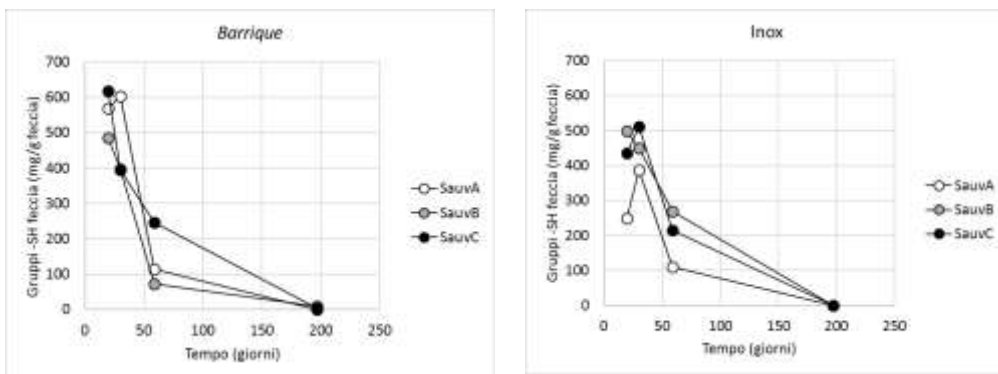 Barrique
Gruppi -SH feccia (mg/g feccia)
700
600
500
400
300
200
100
0
0 50 100 150 200 250
Tempo (giorni)
SauvA
SauvB
SauvC
Inox
Gruppi -SH feccia (mg/g feccia)
700
600
500
400
300
200
100
0
0 50 100 150 200 250
Tempo (giorni)
SauvA
SauvB
SauvC